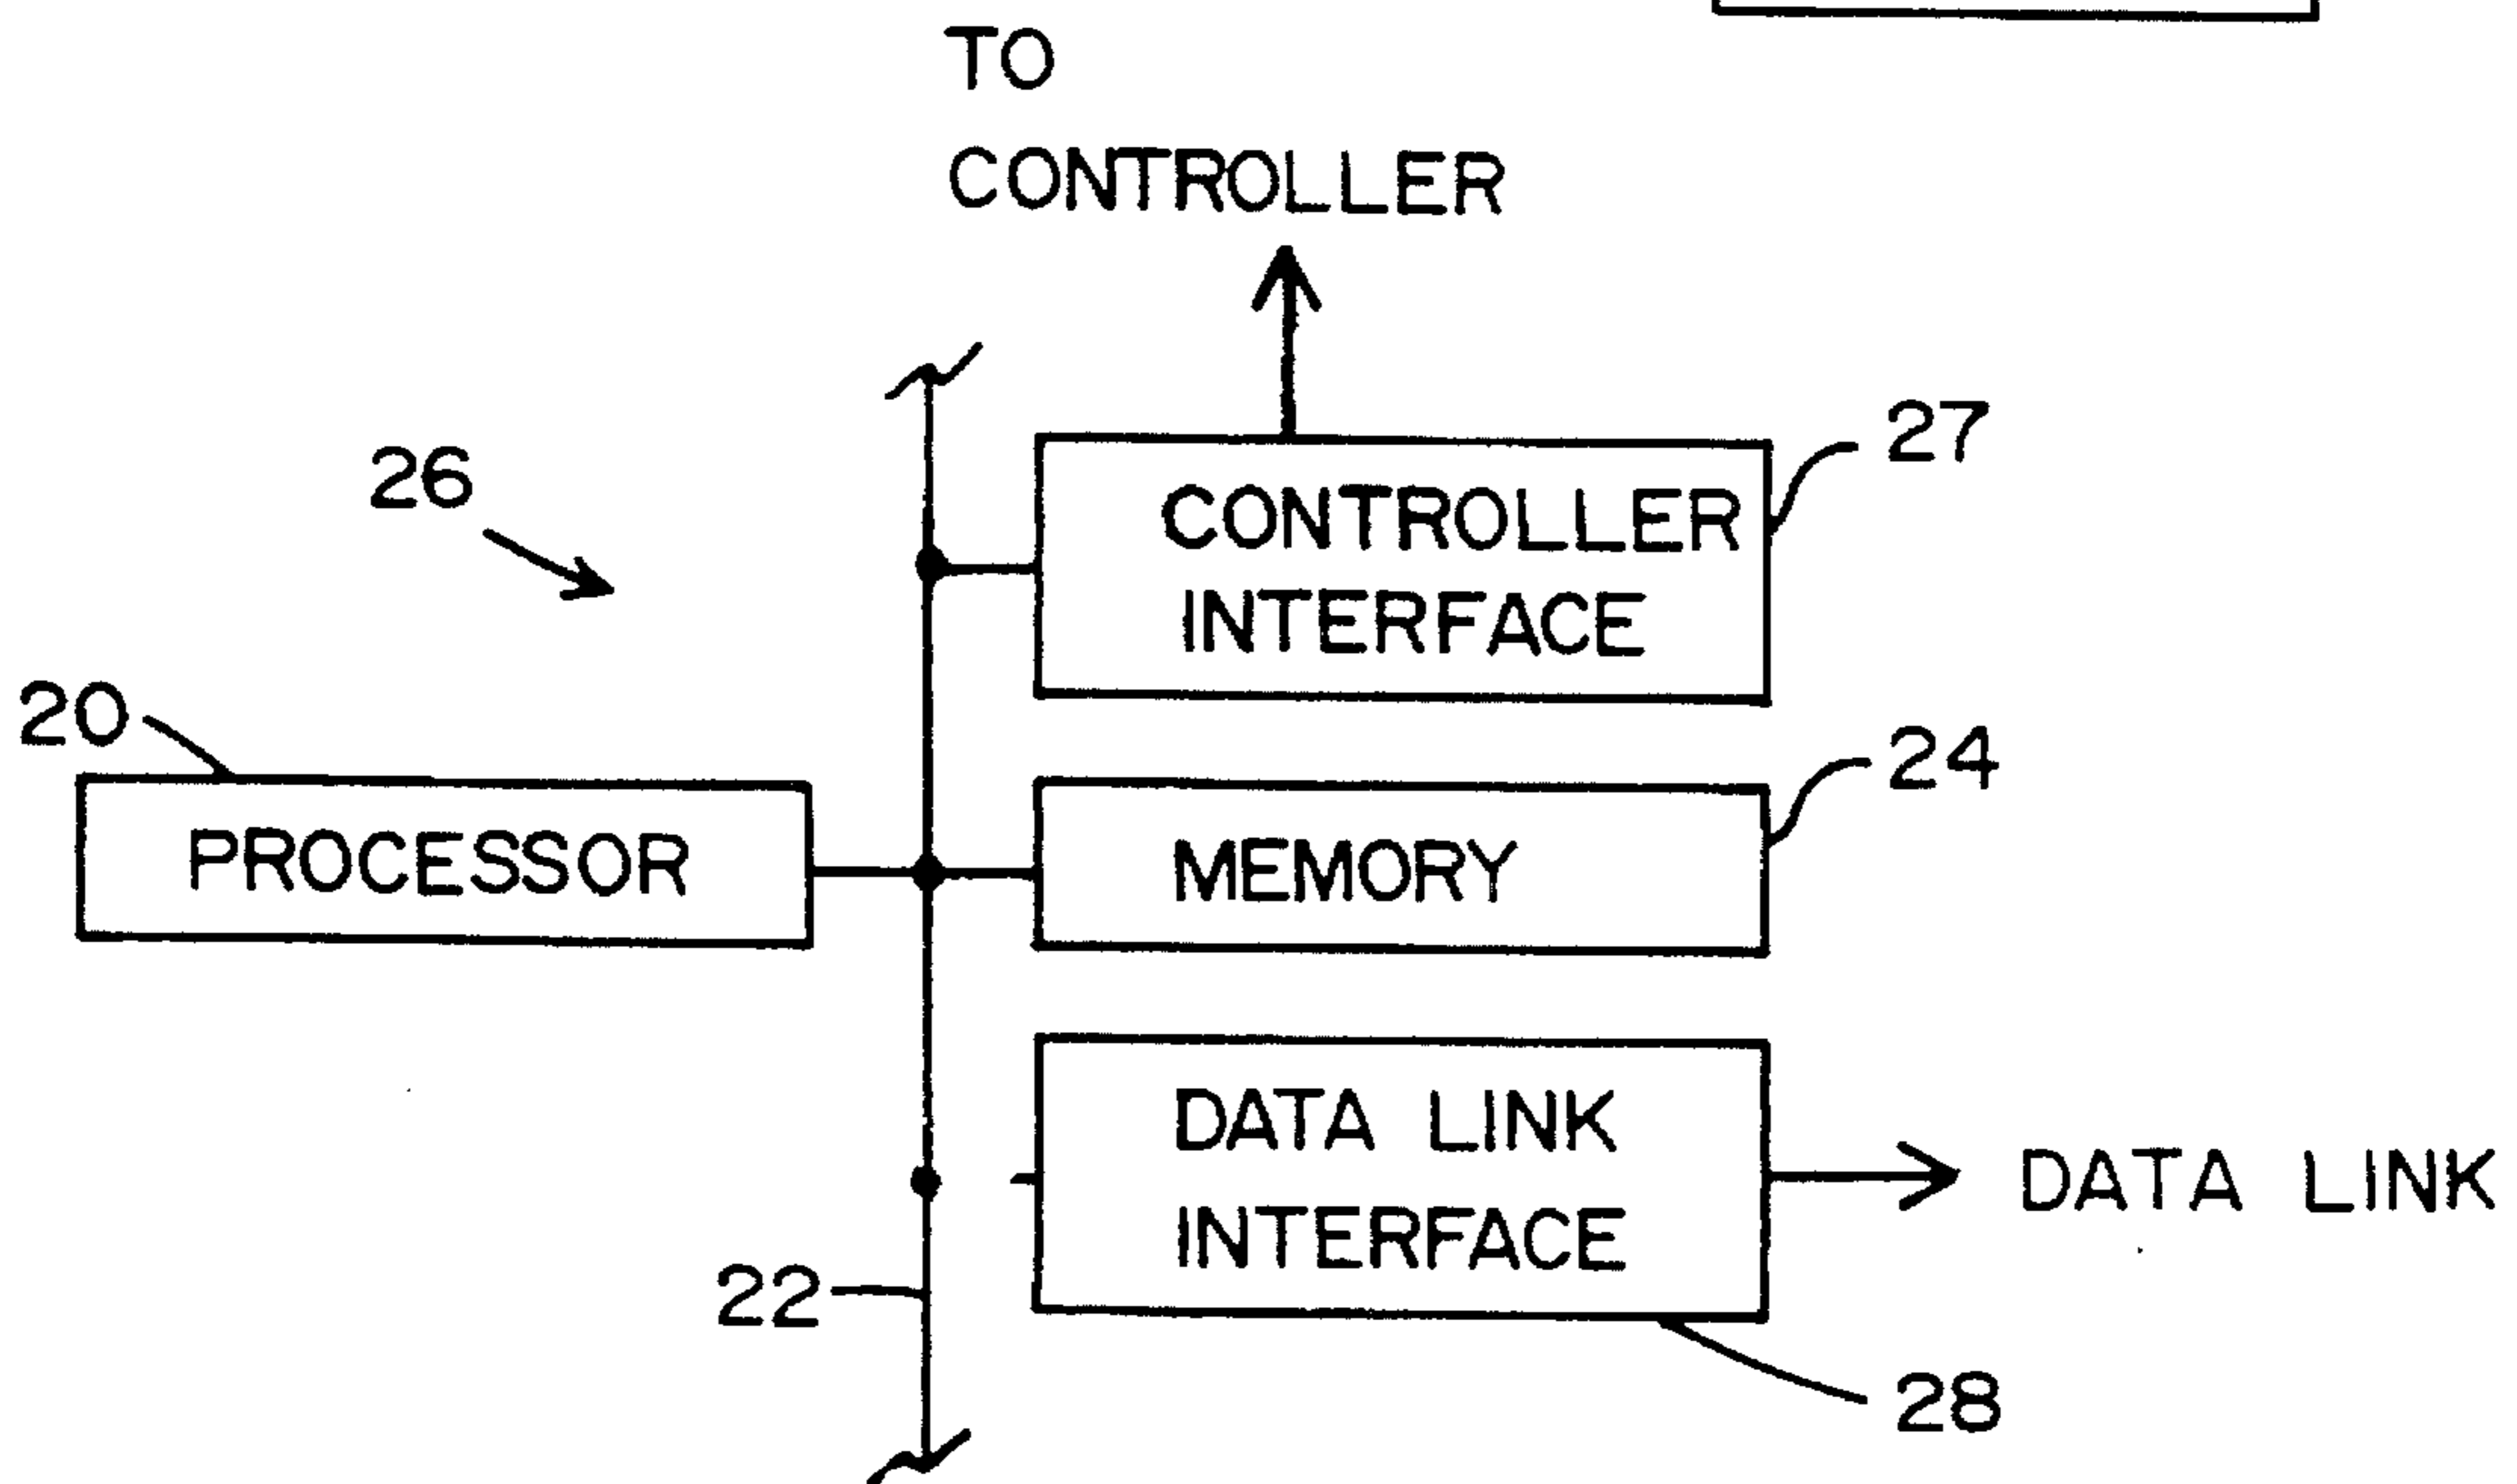 TO
CONTROLLER
27
26
CONTROLLER
INTERFACE
20
24
PROCESSOR
MEMORY
DATA LINK
INTERFACE
DATA LINK
22
28